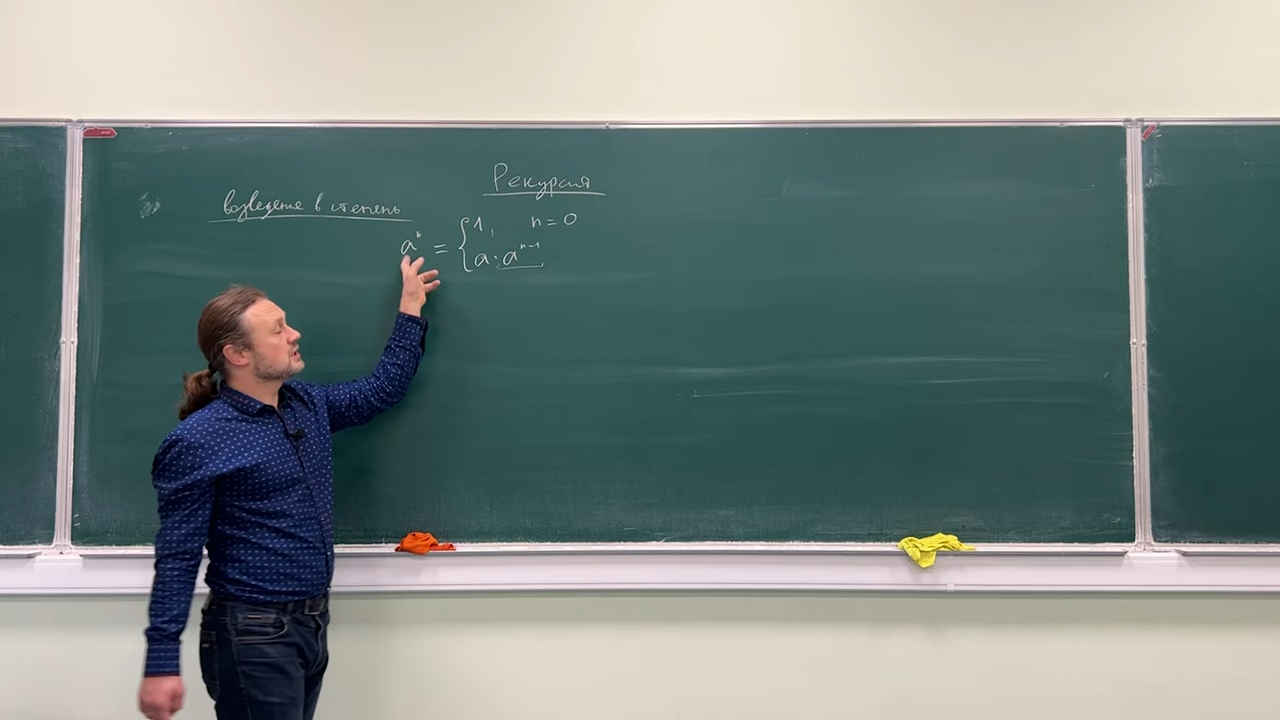 Рекурсия
возведение в степень
aⁿ = { 1, n = 0
a · aⁿ⁻¹